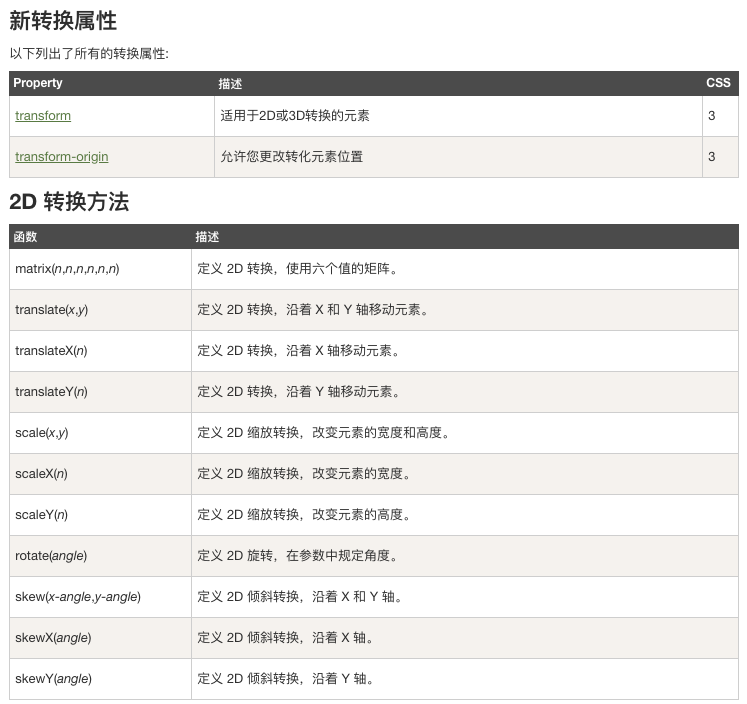 新转换属性
以下列出了所有的转换属性:
Property 描述 CSS
transform 适用于2D或3D转换的元素 3
transform-origin 允许您更改转化元素位置 3
2D 转换方法
函数 描述
matrix(n,n,n,n,n,n) 定义 2D 转换，使用六个值的矩阵。
translate(x,y) 定义 2D 转换，沿着 X 和 Y 轴移动元素。
translateX(n) 定义 2D 转换，沿着 X 轴移动元素。
translateY(n) 定义 2D 转换，沿着 Y 轴移动元素。
scale(x,y) 定义 2D 缩放转换，改变元素的宽度和高度。
scaleX(n) 定义 2D 缩放转换，改变元素的宽度。
scaleY(n) 定义 2D 缩放转换，改变元素的高度。
rotate(angle) 定义 2D 旋转，在参数中规定角度。
skew(x-angle,y-angle) 定义 2D 倾斜转换，沿着 X 和 Y 轴。
skewX(angle) 定义 2D 倾斜转换，沿着 X 轴。
skewY(angle) 定义 2D 倾斜转换，沿着 Y 轴。